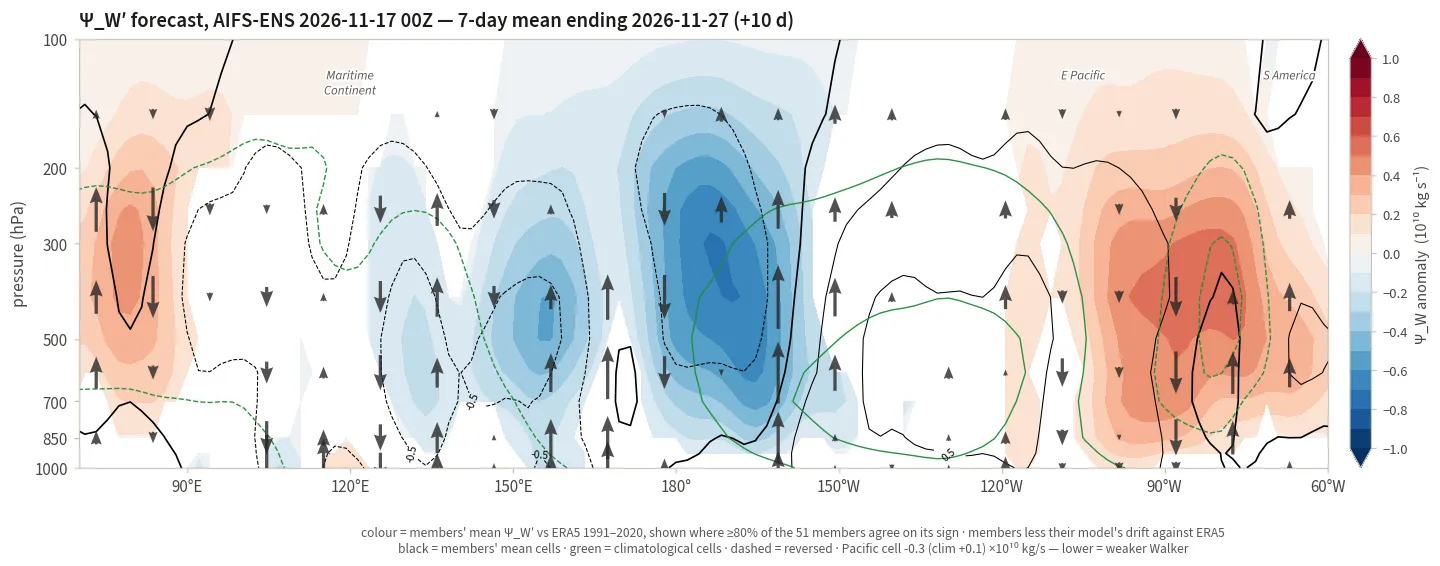 Ψ_W′ forecast, AIFS-ENS 2026-11-17 00Z — 7-day mean ending 2026-11-27 (+10 d)
100
200
300
400
500
700
850
1000
pressure (hPa)
Maritime
Continent
E Pacific
S America
-0.5
-0.5
-0.5
0.5
90°E
120°E
150°E
180°
150°W
120°W
90°W
60°W
1.0
0.8
0.6
0.4
0.2
0.0
−0.2
−0.4
−0.6
−0.8
−1.0
Ψ_W anomaly (10¹⁰ kg s⁻¹)
colour = members' mean Ψ_W′ vs ERA5 1991–2020, shown where ≥80% of the 51 members agree on its sign · members less their model's drift against ERA5
black = members' mean cells · green = climatological cells · dashed = reversed · Pacific cell -0.3 (clim +0.1) ×10¹⁰ kg/s — lower = weaker Walker